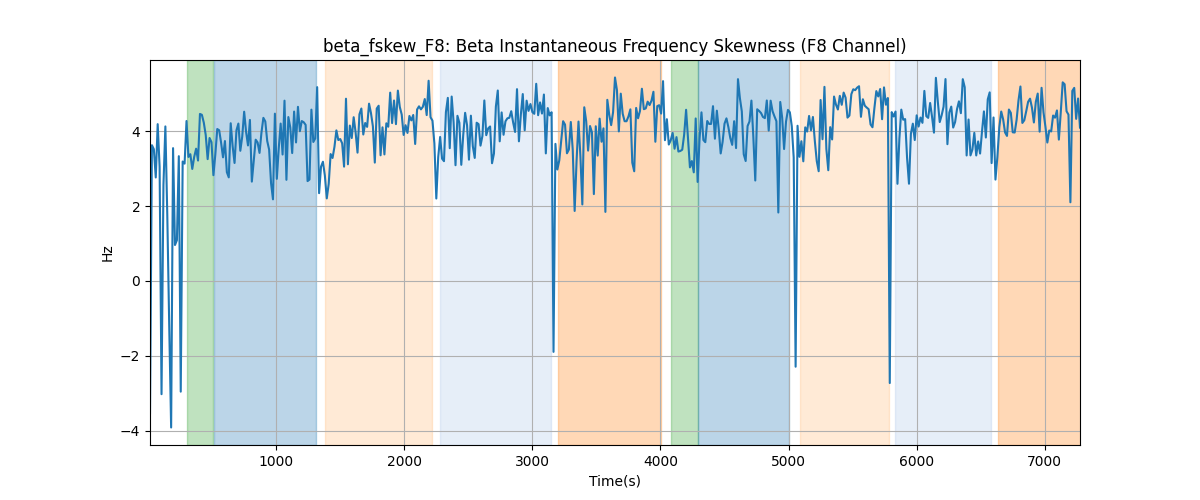 beta_fskew_F8: Beta Instantaneous Frequency Skewness (F8 Channel)
4
2
0
−2
−4
Hz
1000 2000 3000 4000 5000 6000 7000
Time(s)